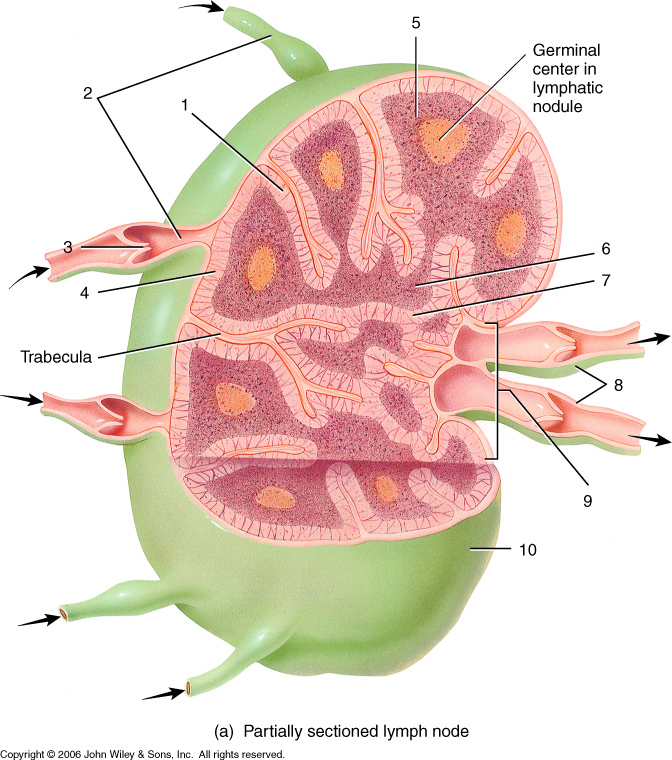 5
Germinal
center in
lymphatic
nodule
2
1
3
6
4
7
Trabecula
8
9
10
(a) Partially sectioned lymph node
Copyright © 2006 John Wiley & Sons, Inc. All rights reserved.